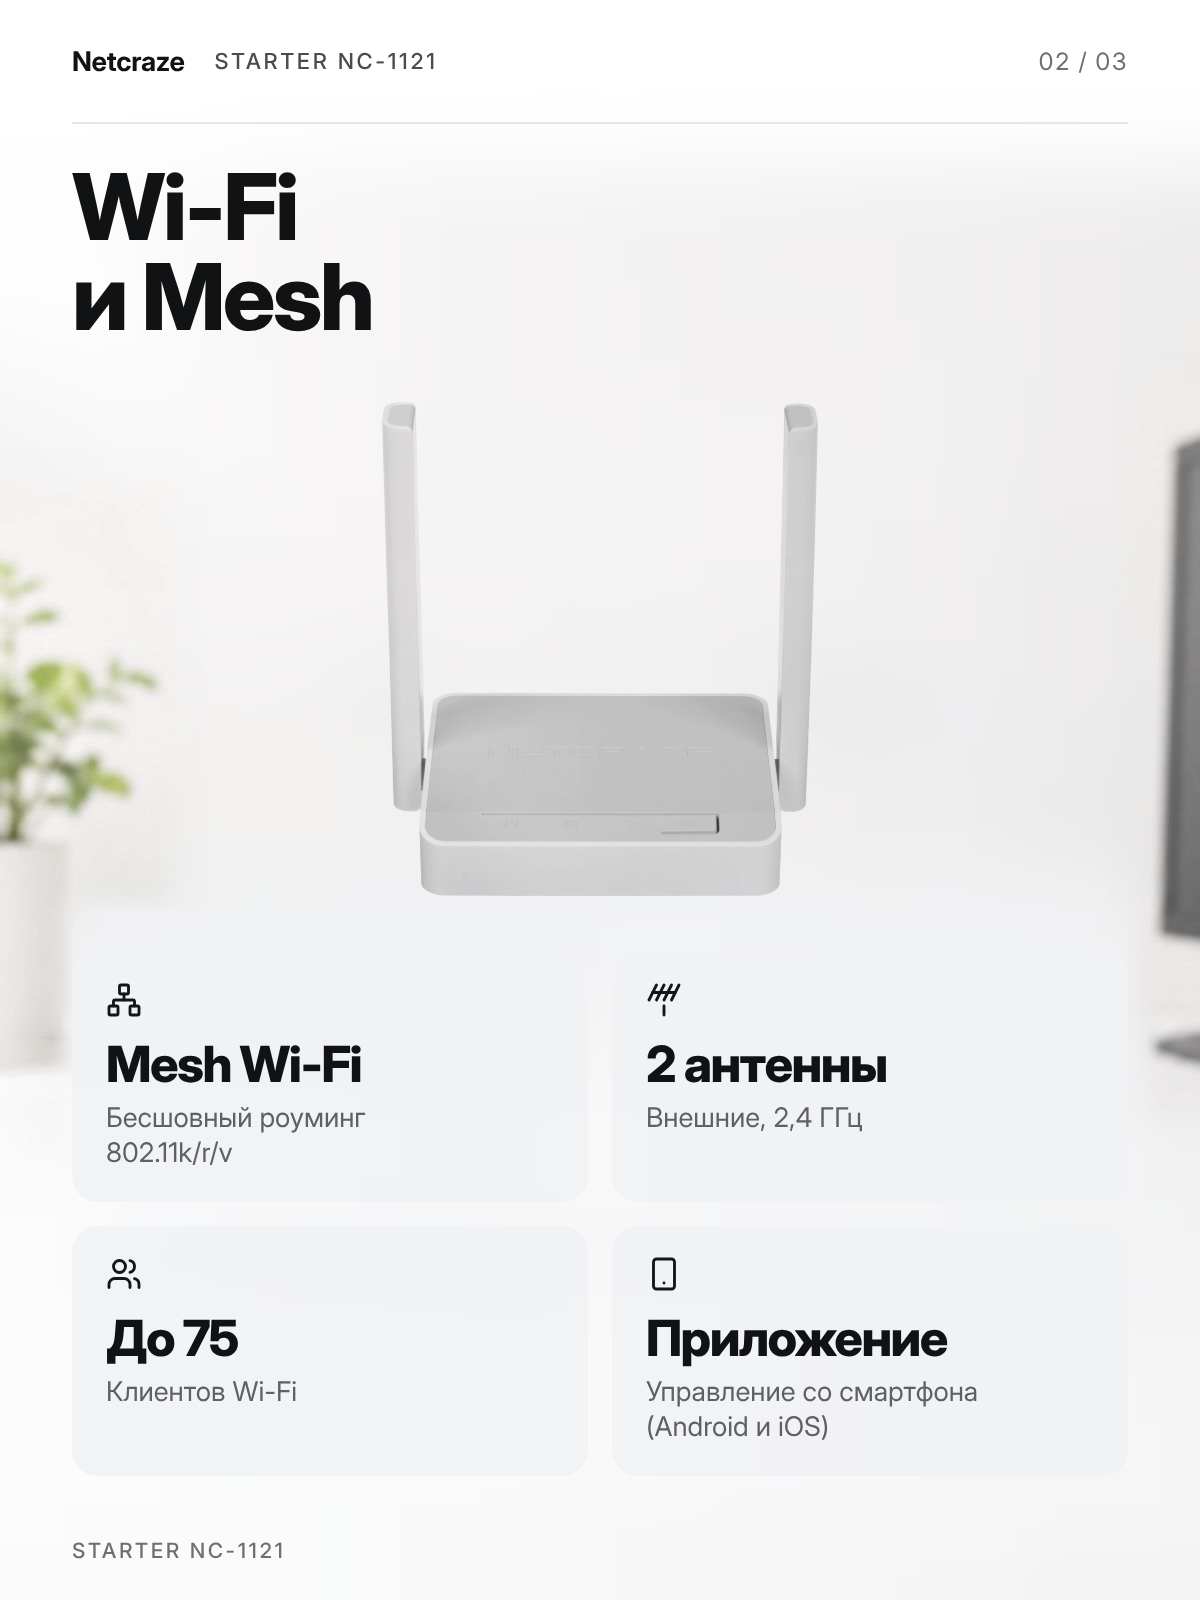 Netcraze STARTER NC-1121 02 / 03
Wi-Fi
и Mesh
NETCRAZE
Mesh Wi-Fi
Бесшовный роуминг
802.11k/r/v
2 антенны
Внешние, 2,4 ГГц
До 75
Клиентов Wi-Fi
Приложение
Управление со смартфона
(Android и iOS)
STARTER NC-1121